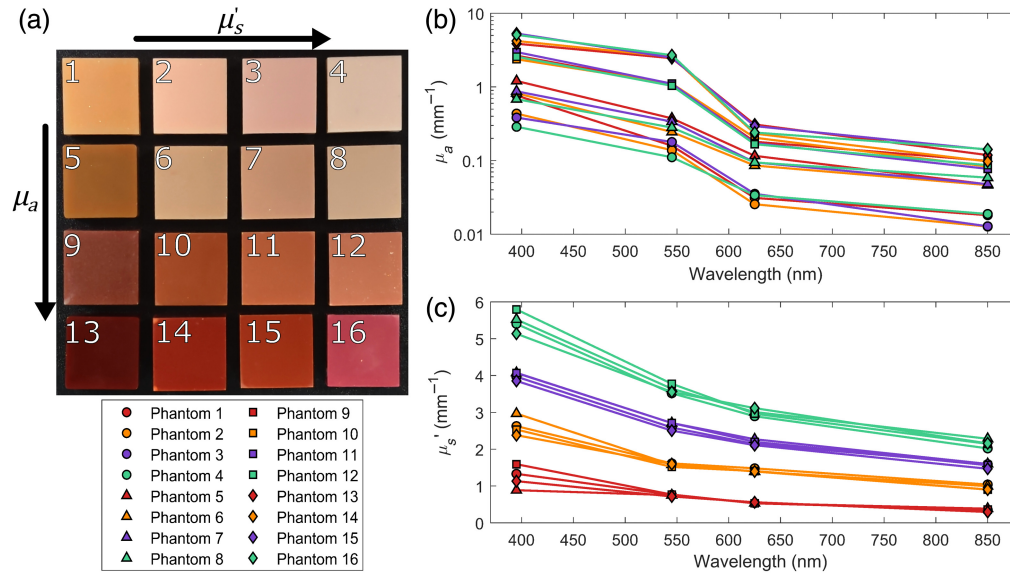 (a)
μ's
μa
1 2 3 4
5 6 7 8
9 10 11 12
13 14 15 16
Phantom 1 Phantom 9
Phantom 2 Phantom 10
Phantom 3 Phantom 11
Phantom 4 Phantom 12
Phantom 5 Phantom 13
Phantom 6 Phantom 14
Phantom 7 Phantom 15
Phantom 8 Phantom 16
(b)
μa (mm⁻¹)
10
1
0.1
0.01
400 450 500 550 600 650 700 750 800 850
Wavelength (nm)
(c)
μs' (mm⁻¹)
6
5
4
3
2
1
0
400 450 500 550 600 650 700 750 800 850
Wavelength (nm)